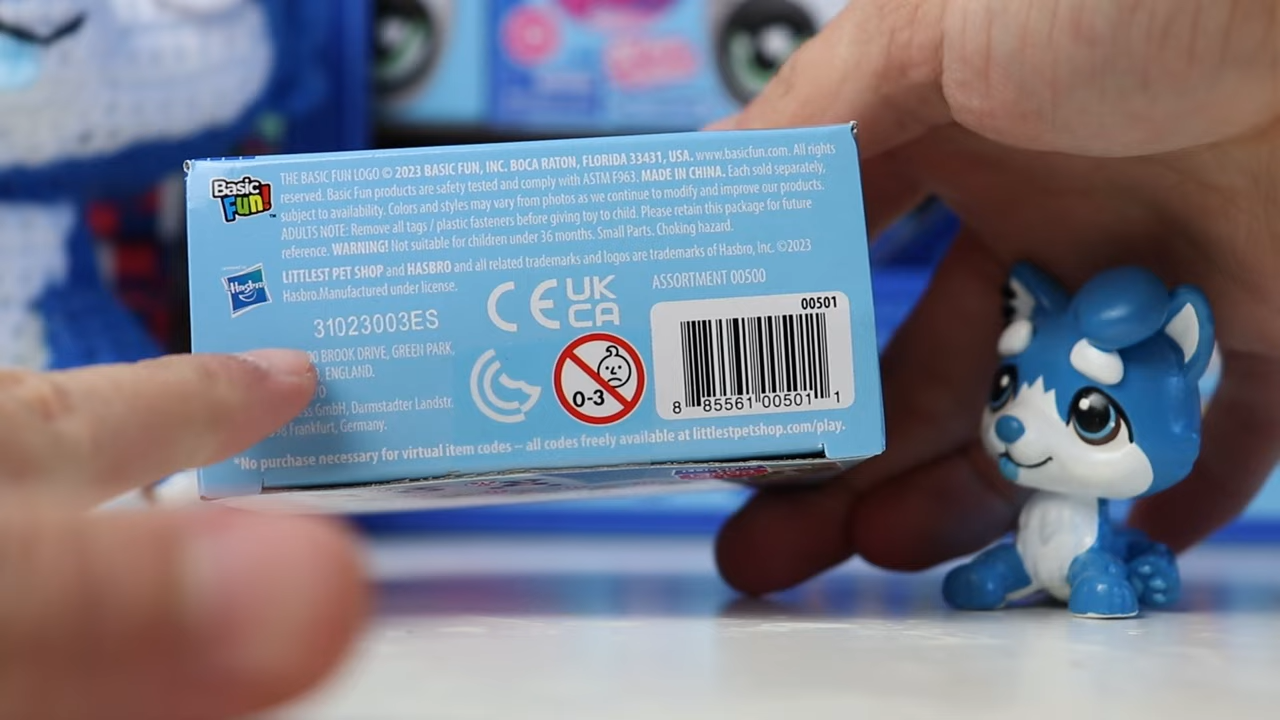 Basic Fun! ™
THE BASIC FUN LOGO © 2023 BASIC FUN, INC. BOCA RATON, FLORIDA 33431, USA. www.basicfun.com. All rights
reserved. Basic Fun products are safety tested and comply with ASTM F963. MADE IN CHINA. Each sold separately,
subject to availability. Colors and styles may vary from photos as we continue to modify and improve our products.
ADULTS NOTE: Remove all tags / plastic fasteners before giving toy to child. Please retain this package for future
reference. WARNING! Not suitable for children under 36 months. Small Parts. Choking hazard.
Hasbro
LITTLEST PET SHOP and HASBRO and all related trademarks and logos are trademarks of Hasbro, Inc. ©2023
Hasbro.Manufactured under license.
31023003ES
BROOK DRIVE, GREEN PARK,
ENGLAND.
GmbH, Darmstadter Landstr.
Frankfurt, Germany.
CE UK
CA
0-3
ASSORTMENT 00500
00501
8 85561 00501 1
*No purchase necessary for virtual item codes – all codes freely available at littlestpetshop.com/play.